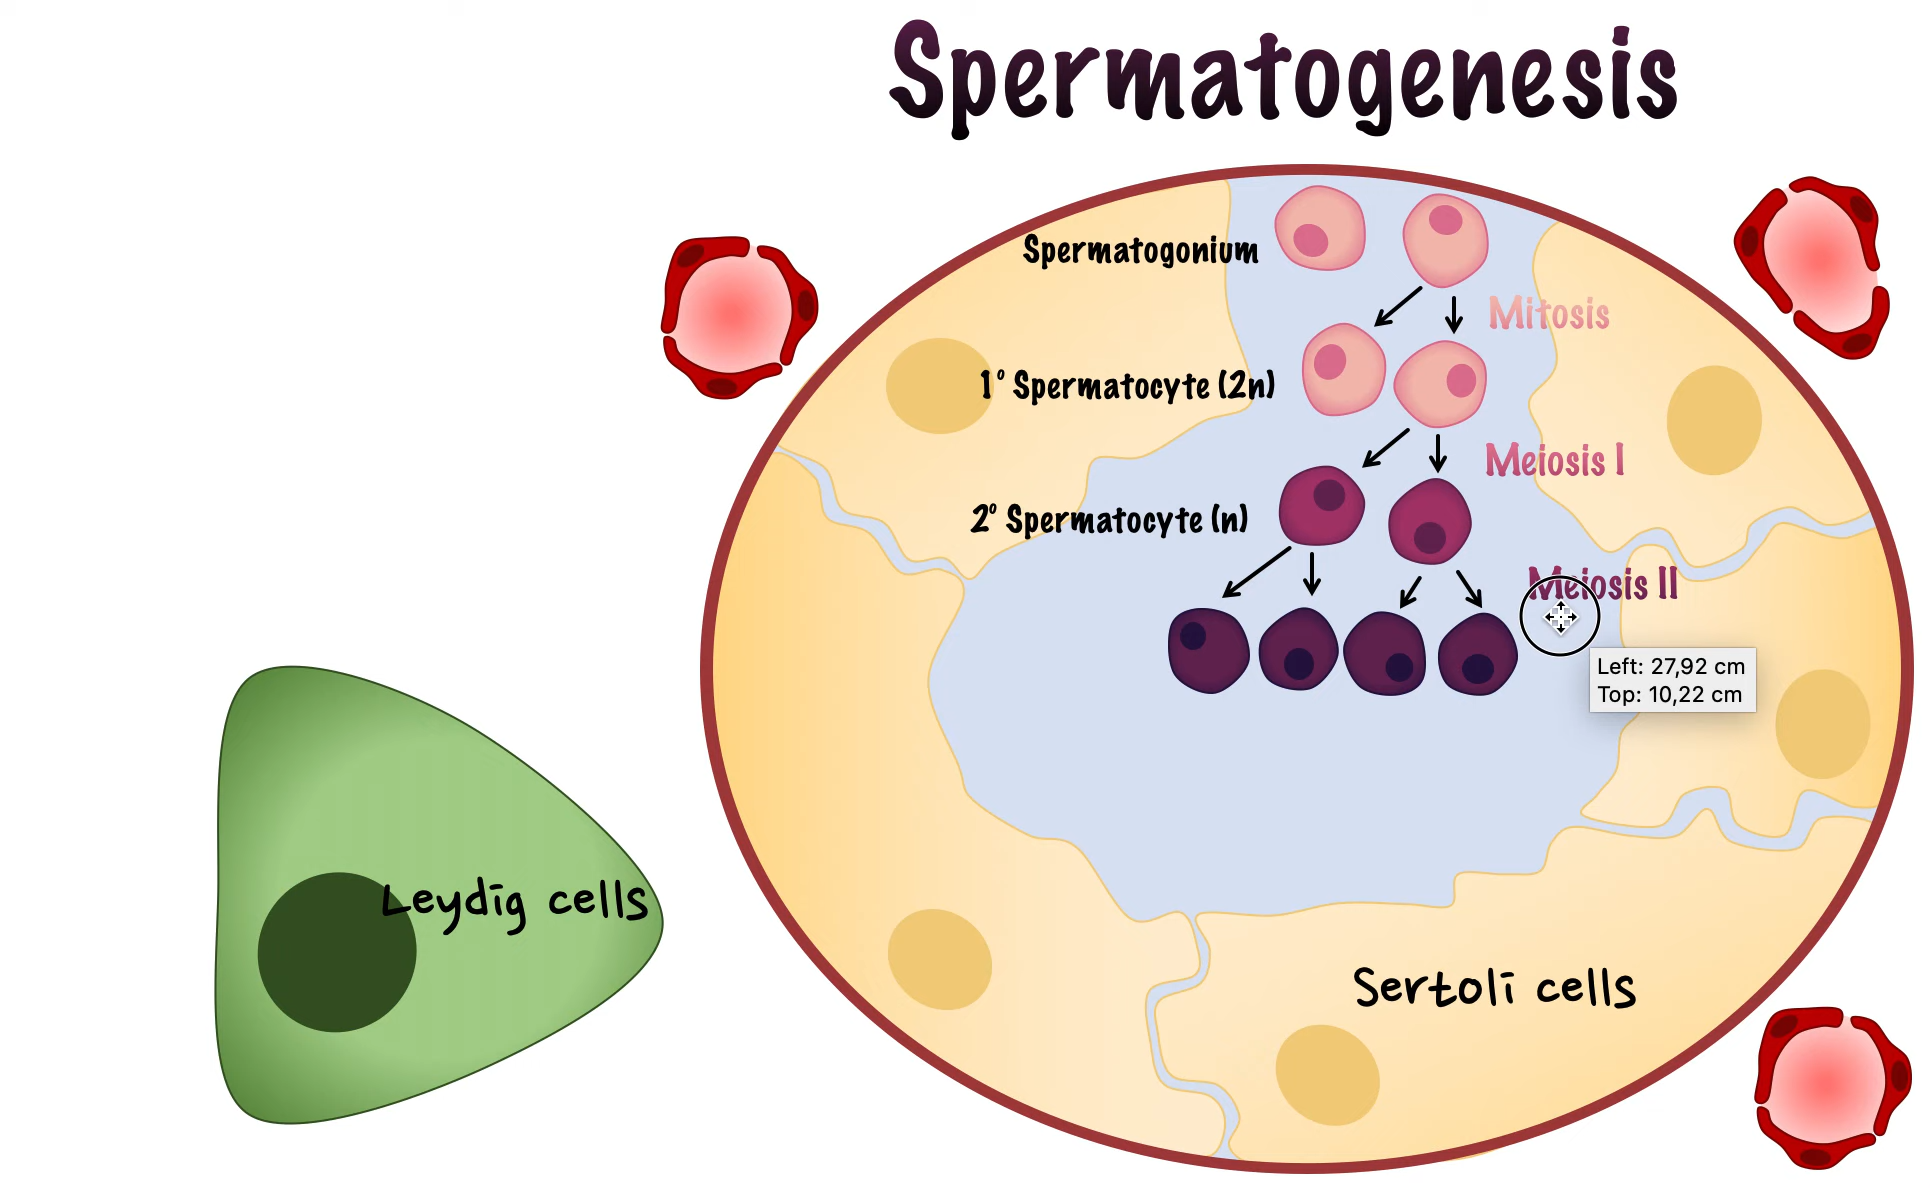 Spermatogenesis
Spermatogonium
Mitosis
1° Spermatocyte (2n)
Meiosis I
2° Spermatocyte (n)
Meiosis II
Left: 27,92 cm
Top: 10,22 cm
Leydig cells
Sertoli cells